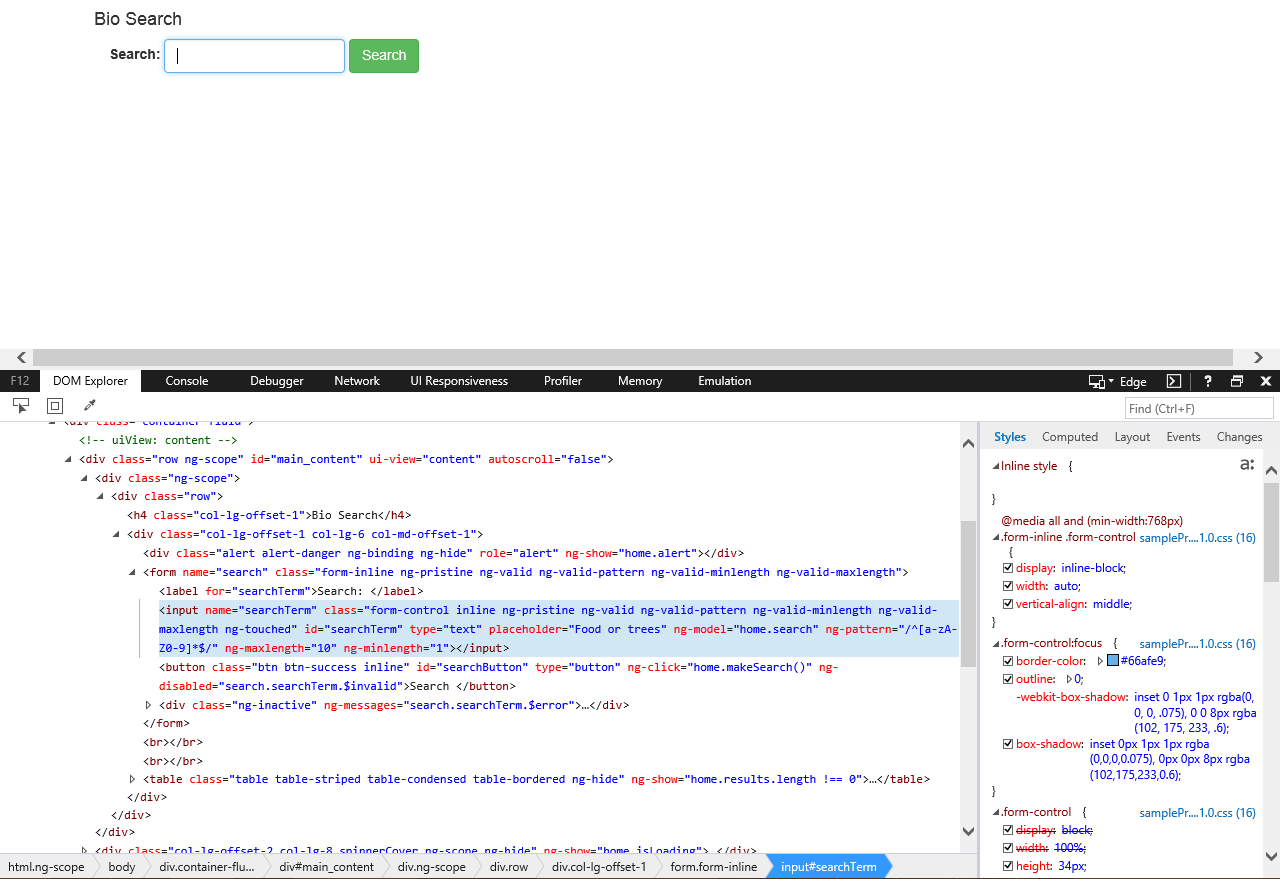 Bio Search
Search:
Search
F12 DOM Explorer Console Debugger Network UI Responsiveness Profiler Memory Emulation Edge ?
Find (Ctrl+F)
<div class="container-fluid">
<!-- uiView: content -->
<div class="row ng-scope" id="main_content" ui-view="content" autoscroll="false">
<div class="ng-scope">
<div class="row">
<h4 class="col-lg-offset-1">Bio Search</h4>
<div class="col-lg-offset-1 col-lg-6 col-md-offset-1">
<div class="alert alert-danger ng-binding ng-hide" role="alert" ng-show="home.alert"></div>
<form name="search" class="form-inline ng-pristine ng-valid ng-valid-pattern ng-valid-minlength ng-valid-maxlength">
<label for="searchTerm">Search: </label>
<input name="searchTerm" class="form-control inline ng-pristine ng-valid ng-valid-pattern ng-valid-minlength ng-valid-
maxlength ng-touched" id="searchTerm" type="text" placeholder="Food or trees" ng-model="home.search" ng-pattern="/^[a-zA-
Z0-9]*$/" ng-maxlength="10" ng-minlength="1"></input>
<button class="btn btn-success inline" id="searchButton" type="button" ng-click="home.makeSearch()" ng-
disabled="search.searchTerm.$invalid">Search </button>
<div class="ng-inactive" ng-messages="search.searchTerm.$error">…</div>
</form>
<br></br>
<br></br>
<table class="table table-striped table-condensed table-bordered ng-hide" ng-show="home.results.length !== 0">…</table>
</div>
</div>
</div>
<div class="col-lg-offset-2 col-lg-8 spinnerCover ng-scope ng-hide" ng-show="home.isLoading"> </div>
html.ng-scope body div.container-flu... div#main_content div.ng-scope div.row div.col-lg-offset-1 form.form-inline input#searchTerm
Styles Computed Layout Events Changes
Inline style {
a:
}
@media all and (min-width:768px)
.form-inline .form-control samplePr....1.0.css (16)
{
display: inline-block;
width: auto;
vertical-align: middle;
}
.form-control:focus { samplePr....1.0.css (16)
border-color: #66afe9;
outline: 0;
-webkit-box-shadow: inset 0 1px 1px rgba(0,
0, 0, .075), 0 0 8px rgba
(102, 175, 233, .6);
box-shadow: inset 0px 1px 1px rgba
(0,0,0,0.075), 0px 0px 8px rgba
(102,175,233,0.6);
}
.form-control { samplePr....1.0.css (16)
display: block;
width: 100%;
height: 34px;